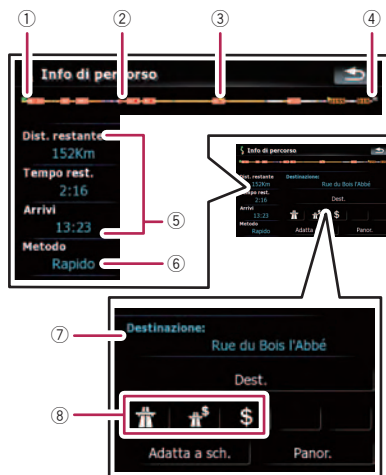 ① ② ③ ④
Info di percorso
Dist. restante
152Km
Tempo rest.
2:16
Arrivi
13:23
Metodo
Rapido
⑤
⑥
Info di percorso
Dist. restante
152Km
Tempo rest.
2:16
Arrivi
13:23
Metodo
Rapido
Destinazione:
Rue du Bois l'Abbé
Dest.
$ $
Adatta
Panor.
⑦
Destinazione:
Rue du Bois l'Abbé
Dest.
⑧
$ $
Adatta a sch.
Panor.